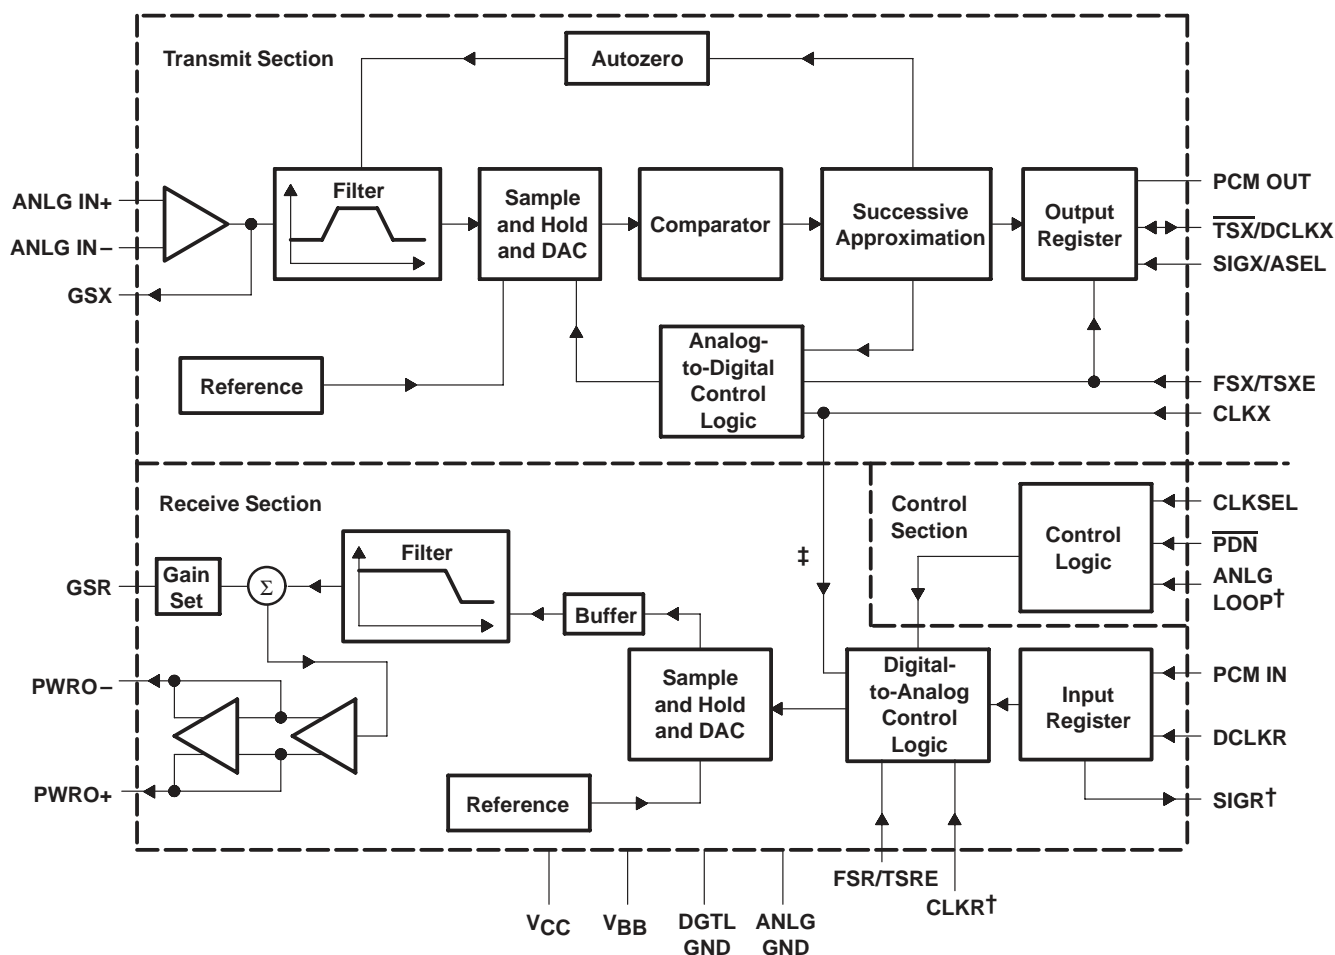 Transmit Section
Autozero
ANLG IN+
ANLG IN−
GSX
Filter
Sample
and Hold
and DAC
Comparator
Successive
Approximation
Output
Register
PCM OUT
T̅S̅X̅/DCLKX
SIGX/ASEL
Reference
Analog-
to-Digital
Control
Logic
FSX/TSXE
CLKX
Receive Section
Control
Section
Control
Logic
CLKSEL
P̅D̅N̅
ANLG
LOOP†
‡
GSR
Gain
Set
Σ
Filter
Buffer
PWRO−
PWRO+
Sample
and Hold
and DAC
Digital-
to-Analog
Control
Logic
Input
Register
PCM IN
DCLKR
SIGR†
Reference
FSR/TSRE
CLKR†
VCC
VBB
DGTL
GND
ANLG
GND